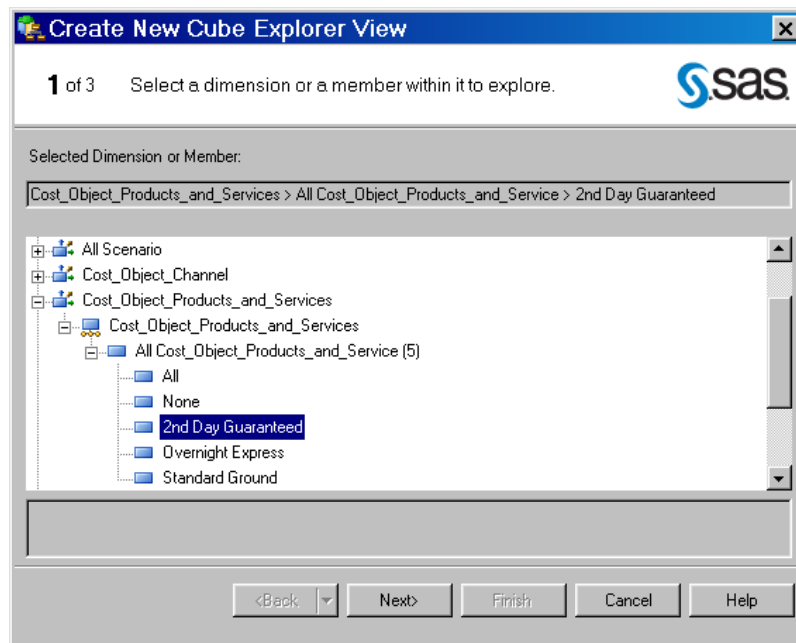 Create New Cube Explorer View
1 of 3 Select a dimension or a member within it to explore.
sas.
Selected Dimension or Member:
Cost_Object_Products_and_Services > All Cost_Object_Products_and_Service > 2nd Day Guaranteed
All Scenario
Cost_Object_Channel
Cost_Object_Products_and_Services
Cost_Object_Products_and_Services
All Cost_Object_Products_and_Service (5)
All
None
2nd Day Guaranteed
Overnight Express
Standard Ground
<Back Next> Finish Cancel Help